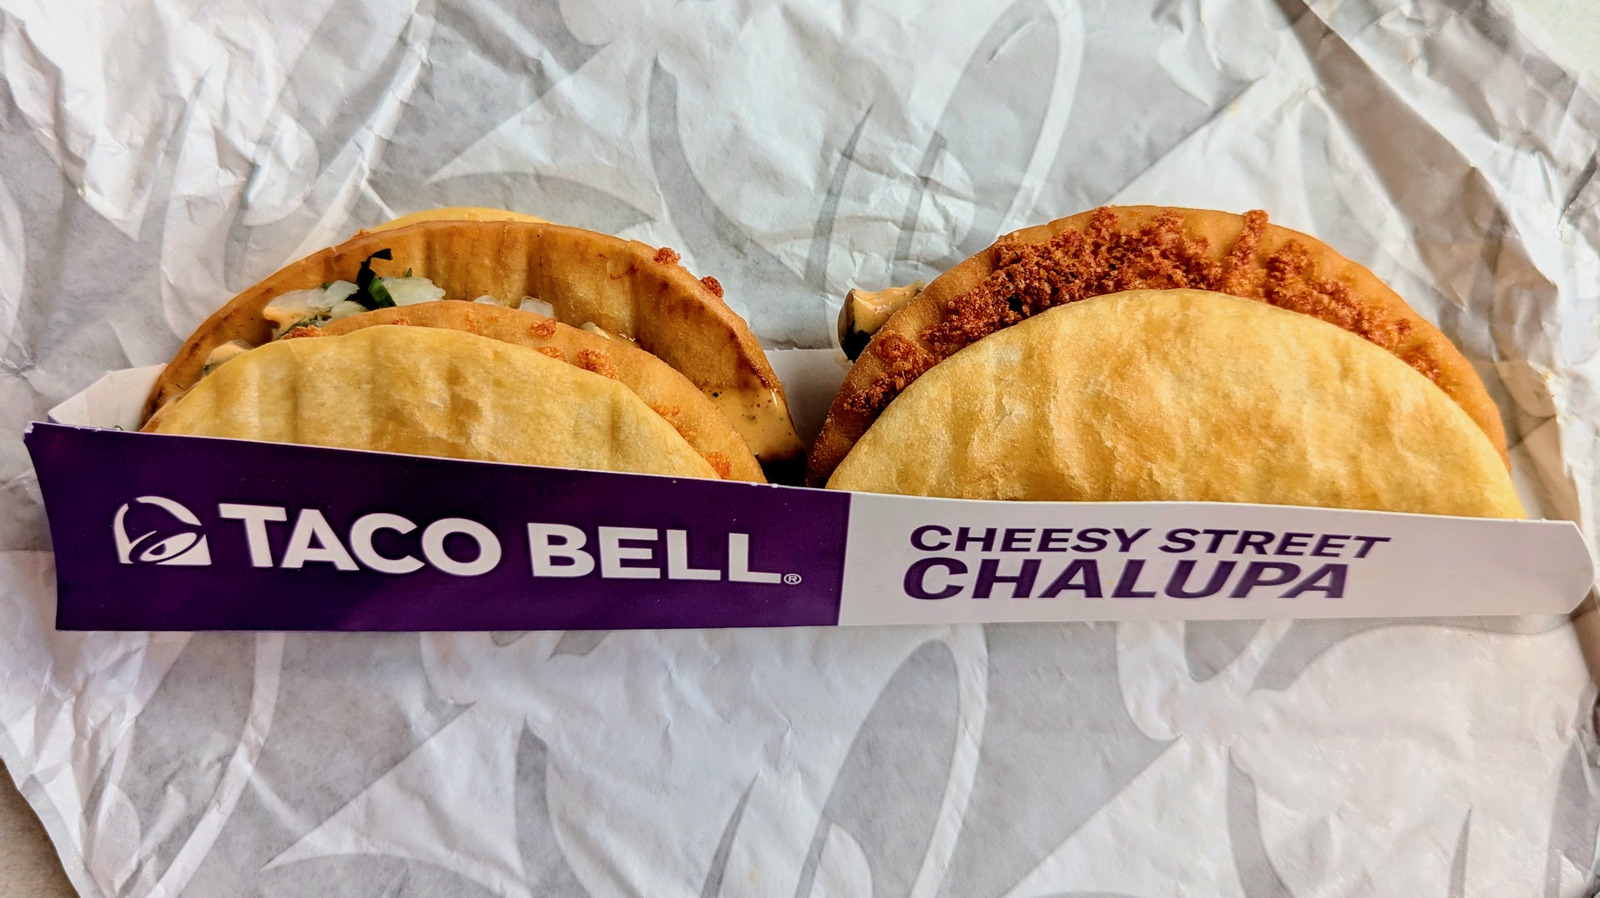 TACO BELL®
CHEESY STREET
CHALUPA